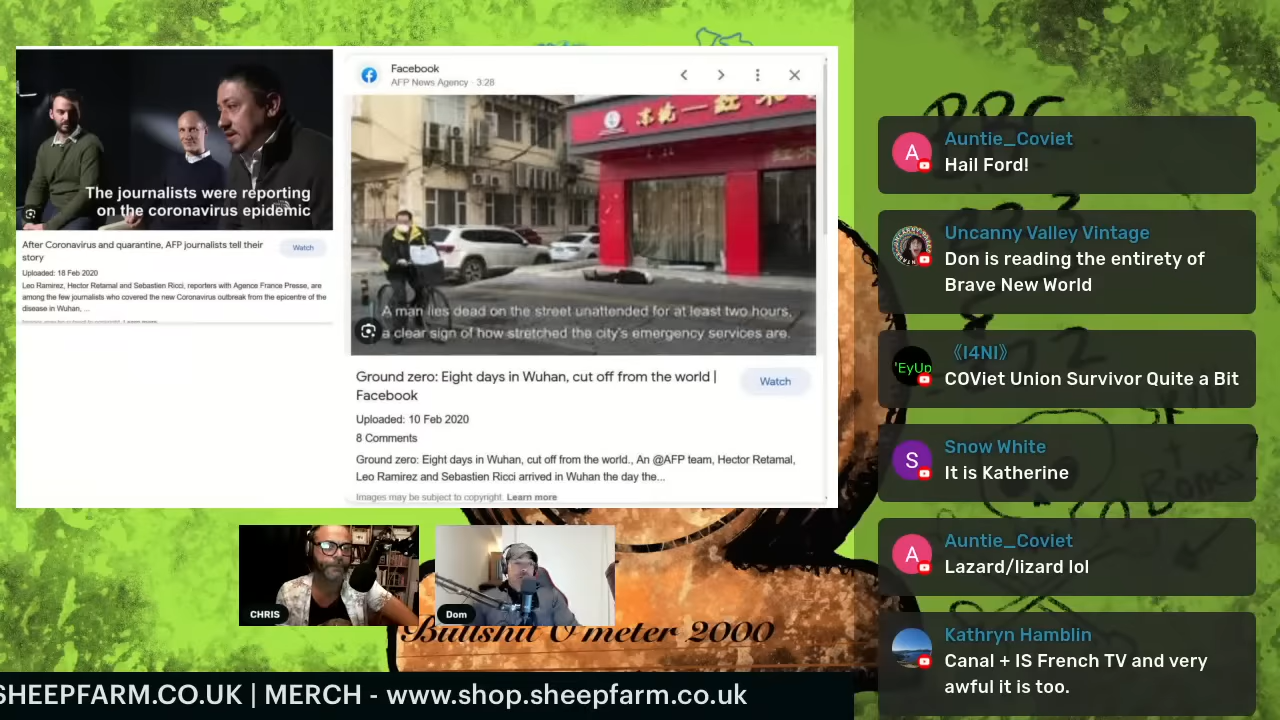 The journalists were reporting
on the coronavirus epidemic
After Coronavirus and quarantine, AFP journalists tell their
story
Watch
Uploaded: 18 Feb 2020
Leo Ramirez, Hector Retamal and Sebastien Ricci, reporters with Agence France Presse, are
among the few journalists who covered the new Coronavirus outbreak from the epicentre of the
disease in Wuhan, ...
Facebook
AFP News Agency · 3:28
A man lies dead on the street unattended for at least two hours,
a clear sign of how stretched the city's emergency services are.
Ground zero: Eight days in Wuhan, cut off from the world |
Facebook
Watch
Uploaded: 10 Feb 2020
8 Comments
Ground zero: Eight days in Wuhan, cut off from the world., An @AFP team, Hector Retamal,
Leo Ramirez and Sebastien Ricci arrived in Wuhan the day the...
Images may be subject to copyright. Learn more
CHRIS
Dom
Bullshit O meter 2000
SHEEPFARM.CO.UK | MERCH - www.shop.sheepfarm.co.uk
A
Auntie_Coviet
Hail Ford!
Uncanny Valley Vintage
Don is reading the entirety of
Brave New World
'EyUp
《I4NI》
COViet Union Survivor Quite a Bit
S
Snow White
It is Katherine
A
Auntie_Coviet
Lazard/lizard lol
Kathryn Hamblin
Canal + IS French TV and very
awful it is too.